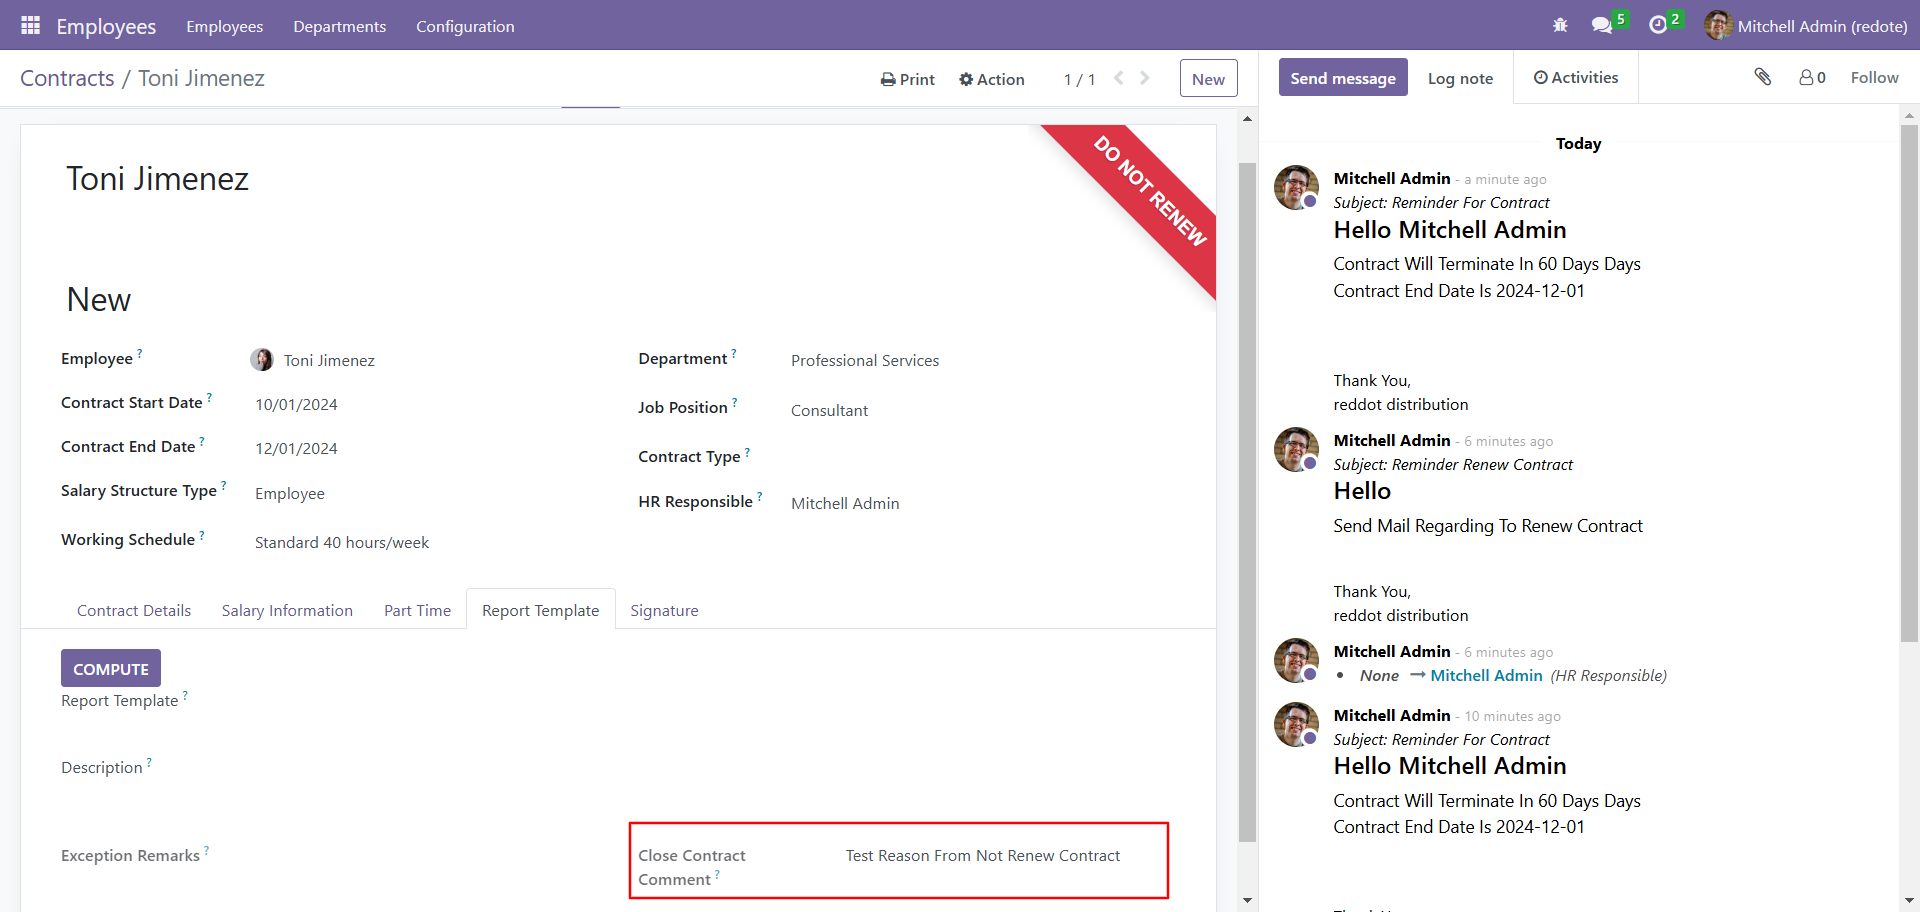 Employees
Employees
Departments
Configuration
5
2
Mitchell Admin (redote)
Contracts / Toni Jimenez
Print
Action
1 / 1
New
Send message
Log note
Activities
0
Follow
DO NOT RENEW
Toni Jimenez
New
Employee ?
Toni Jimenez
Contract Start Date ?
10/01/2024
Contract End Date ?
12/01/2024
Salary Structure Type ?
Employee
Working Schedule ?
Standard 40 hours/week
Department ?
Professional Services
Job Position ?
Consultant
Contract Type ?
HR Responsible ?
Mitchell Admin
Contract Details
Salary Information
Part Time
Report Template
Signature
COMPUTE
Report Template ?
Description ?
Exception Remarks ?
Close Contract
Comment ?
Test Reason From Not Renew Contract
Today
Mitchell Admin - a minute ago
Subject: Reminder For Contract
Hello Mitchell Admin
Contract Will Terminate In 60 Days Days
Contract End Date Is 2024-12-01
Thank You,
reddot distribution
Mitchell Admin - 6 minutes ago
Subject: Reminder Renew Contract
Hello
Send Mail Regarding To Renew Contract
Thank You,
reddot distribution
Mitchell Admin - 6 minutes ago
• None → Mitchell Admin (HR Responsible)
Mitchell Admin - 10 minutes ago
Subject: Reminder For Contract
Hello Mitchell Admin
Contract Will Terminate In 60 Days Days
Contract End Date Is 2024-12-01